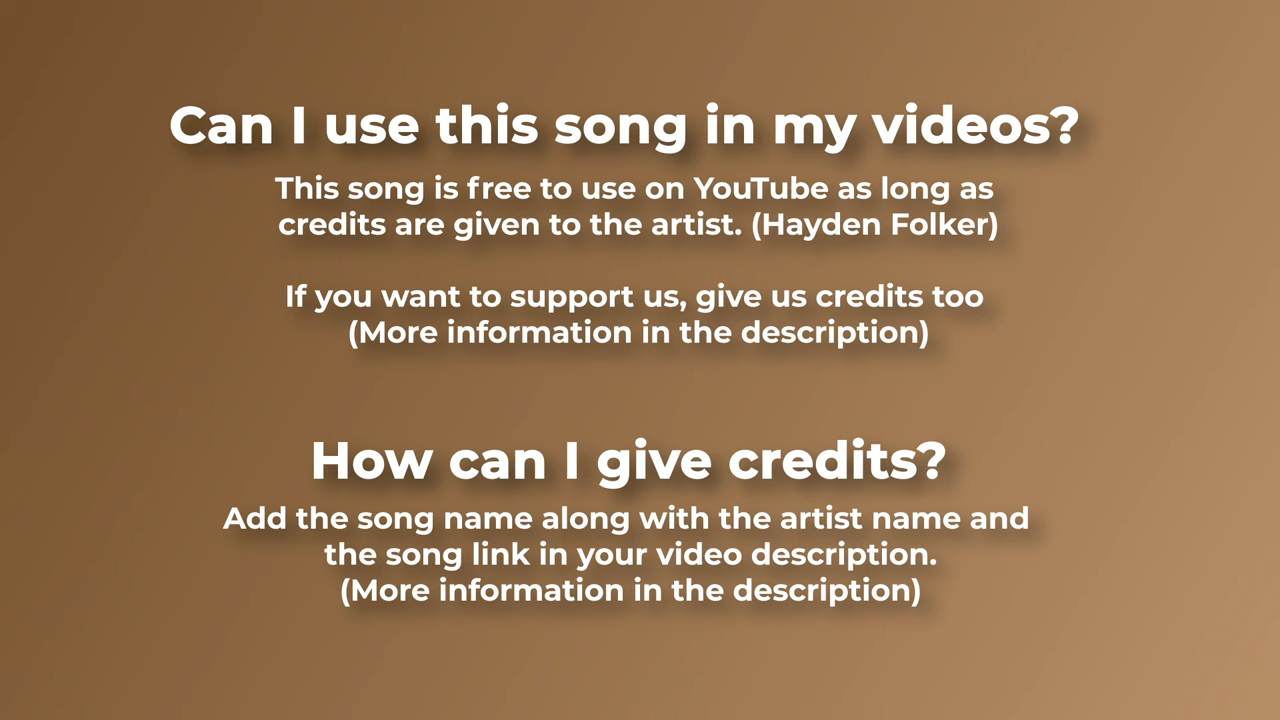 Can I use this song in my videos?
This song is free to use on YouTube as long as
credits are given to the artist. (Hayden Folker)
If you want to support us, give us credits too
(More information in the description)
How can I give credits?
Add the song name along with the artist name and
the song link in your video description.
(More information in the description)